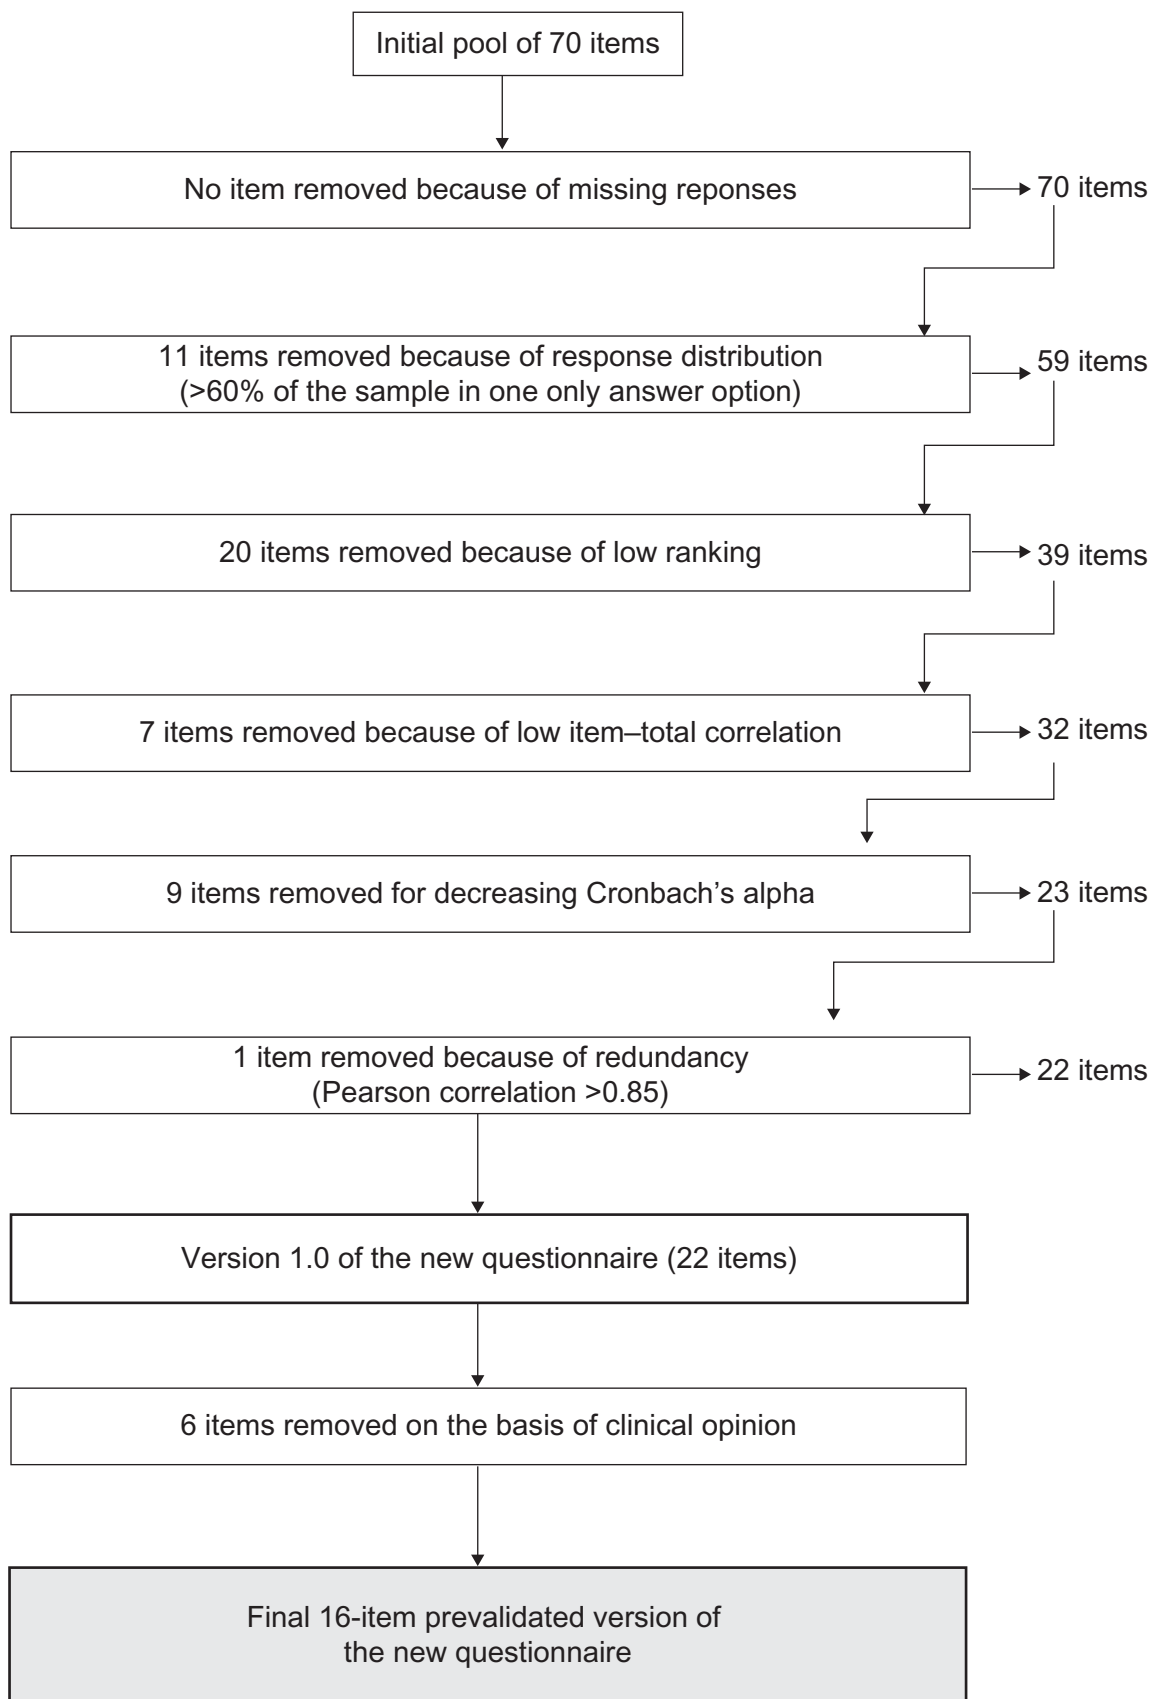 Initial pool of 70 items
No item removed because of missing reponses
70 items
11 items removed because of response distribution
(>60% of the sample in one only answer option)
59 items
20 items removed because of low ranking
39 items
7 items removed because of low item–total correlation
32 items
9 items removed for decreasing Cronbach’s alpha
23 items
1 item removed because of redundancy
(Pearson correlation >0.85)
22 items
Version 1.0 of the new questionnaire (22 items)
6 items removed on the basis of clinical opinion
Final 16-item prevalidated version of
the new questionnaire